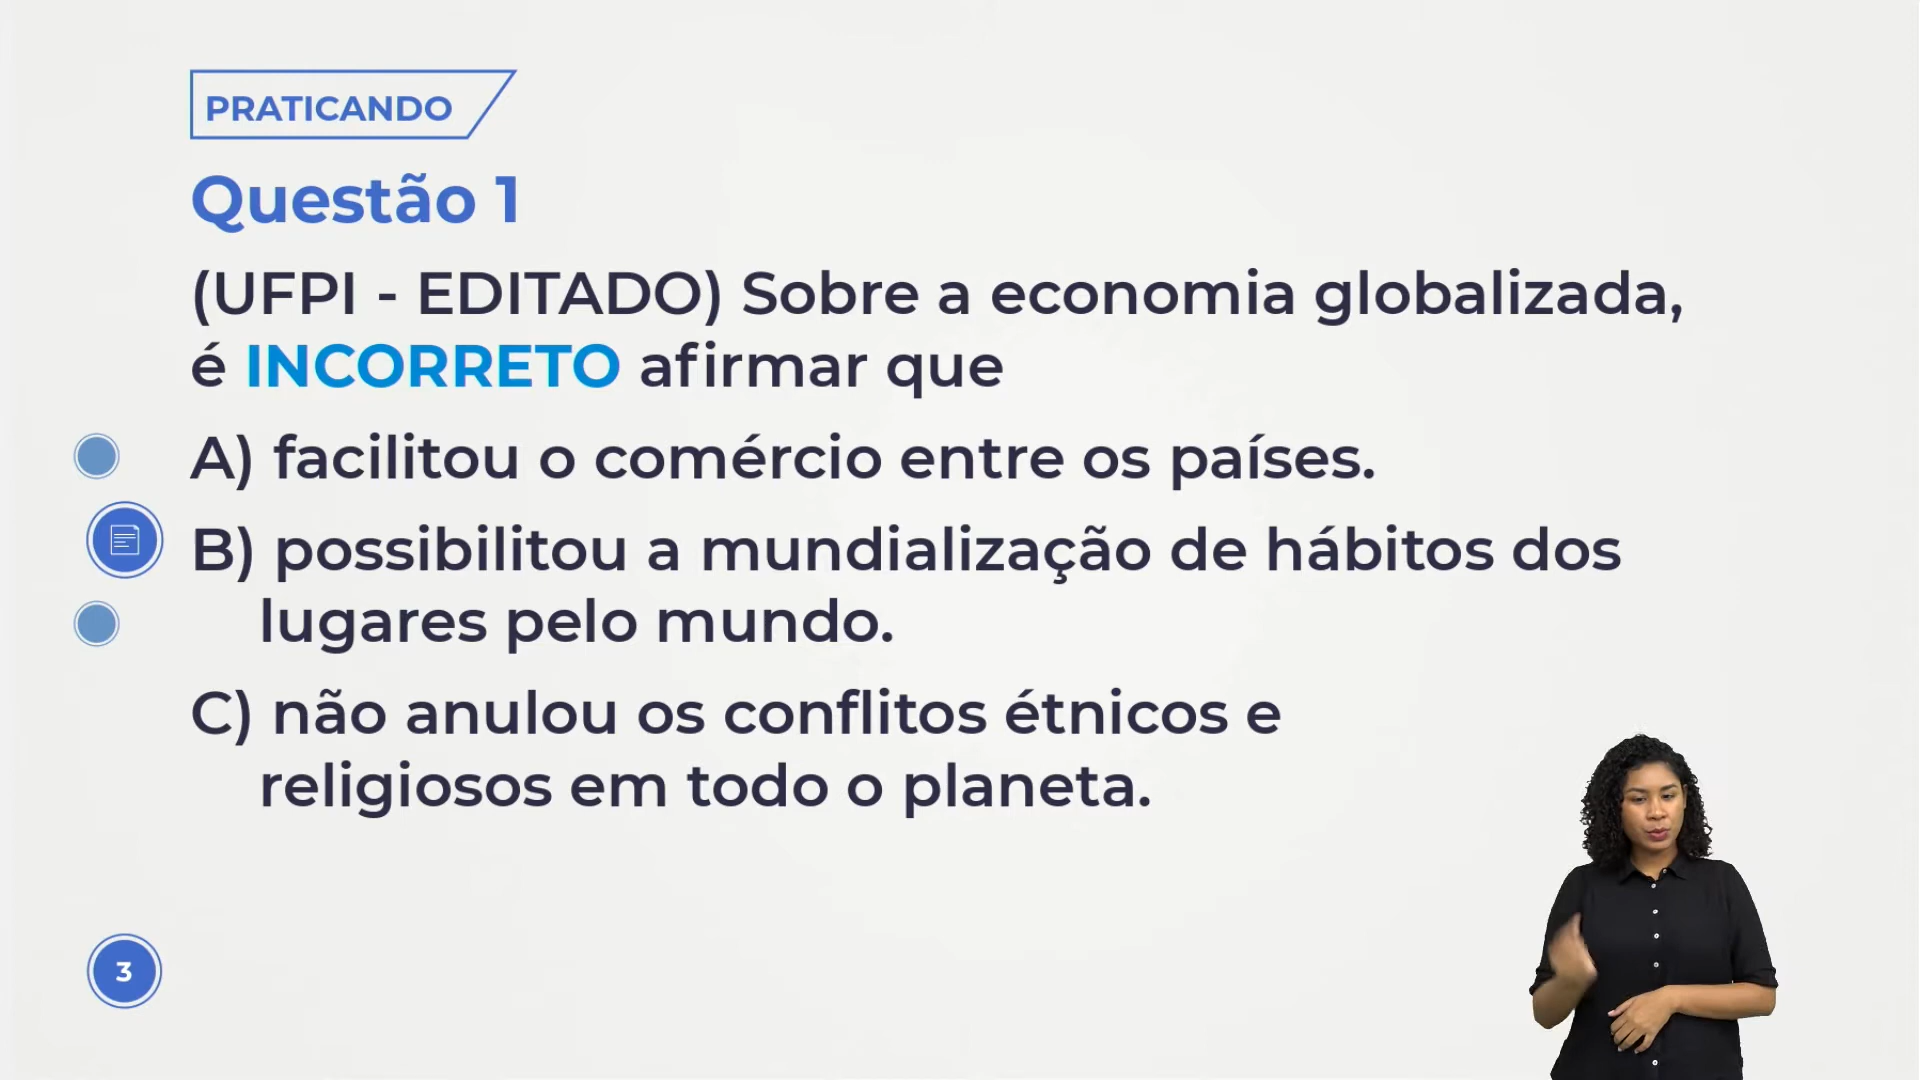 PRATICANDO
Questão 1
(UFPI - EDITADO) Sobre a economia globalizada,
é INCORRETO afirmar que
A) facilitou o comércio entre os países.
B) possibilitou a mundialização de hábitos dos
lugares pelo mundo.
C) não anulou os conflitos étnicos e
religiosos em todo o planeta.
3